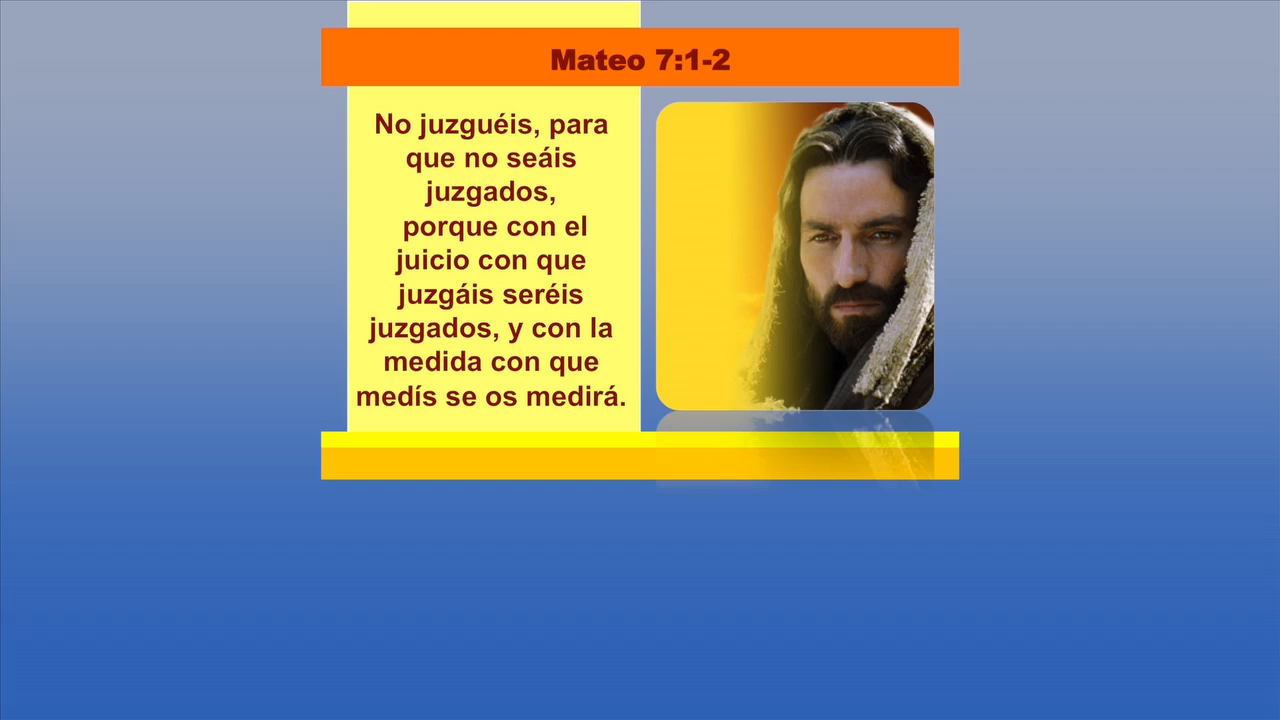 Mateo 7:1-2
No juzguéis, para
que no seáis
juzgados,
porque con el
juicio con que
juzgáis seréis
juzgados, y con la
medida con que
medís se os medirá.